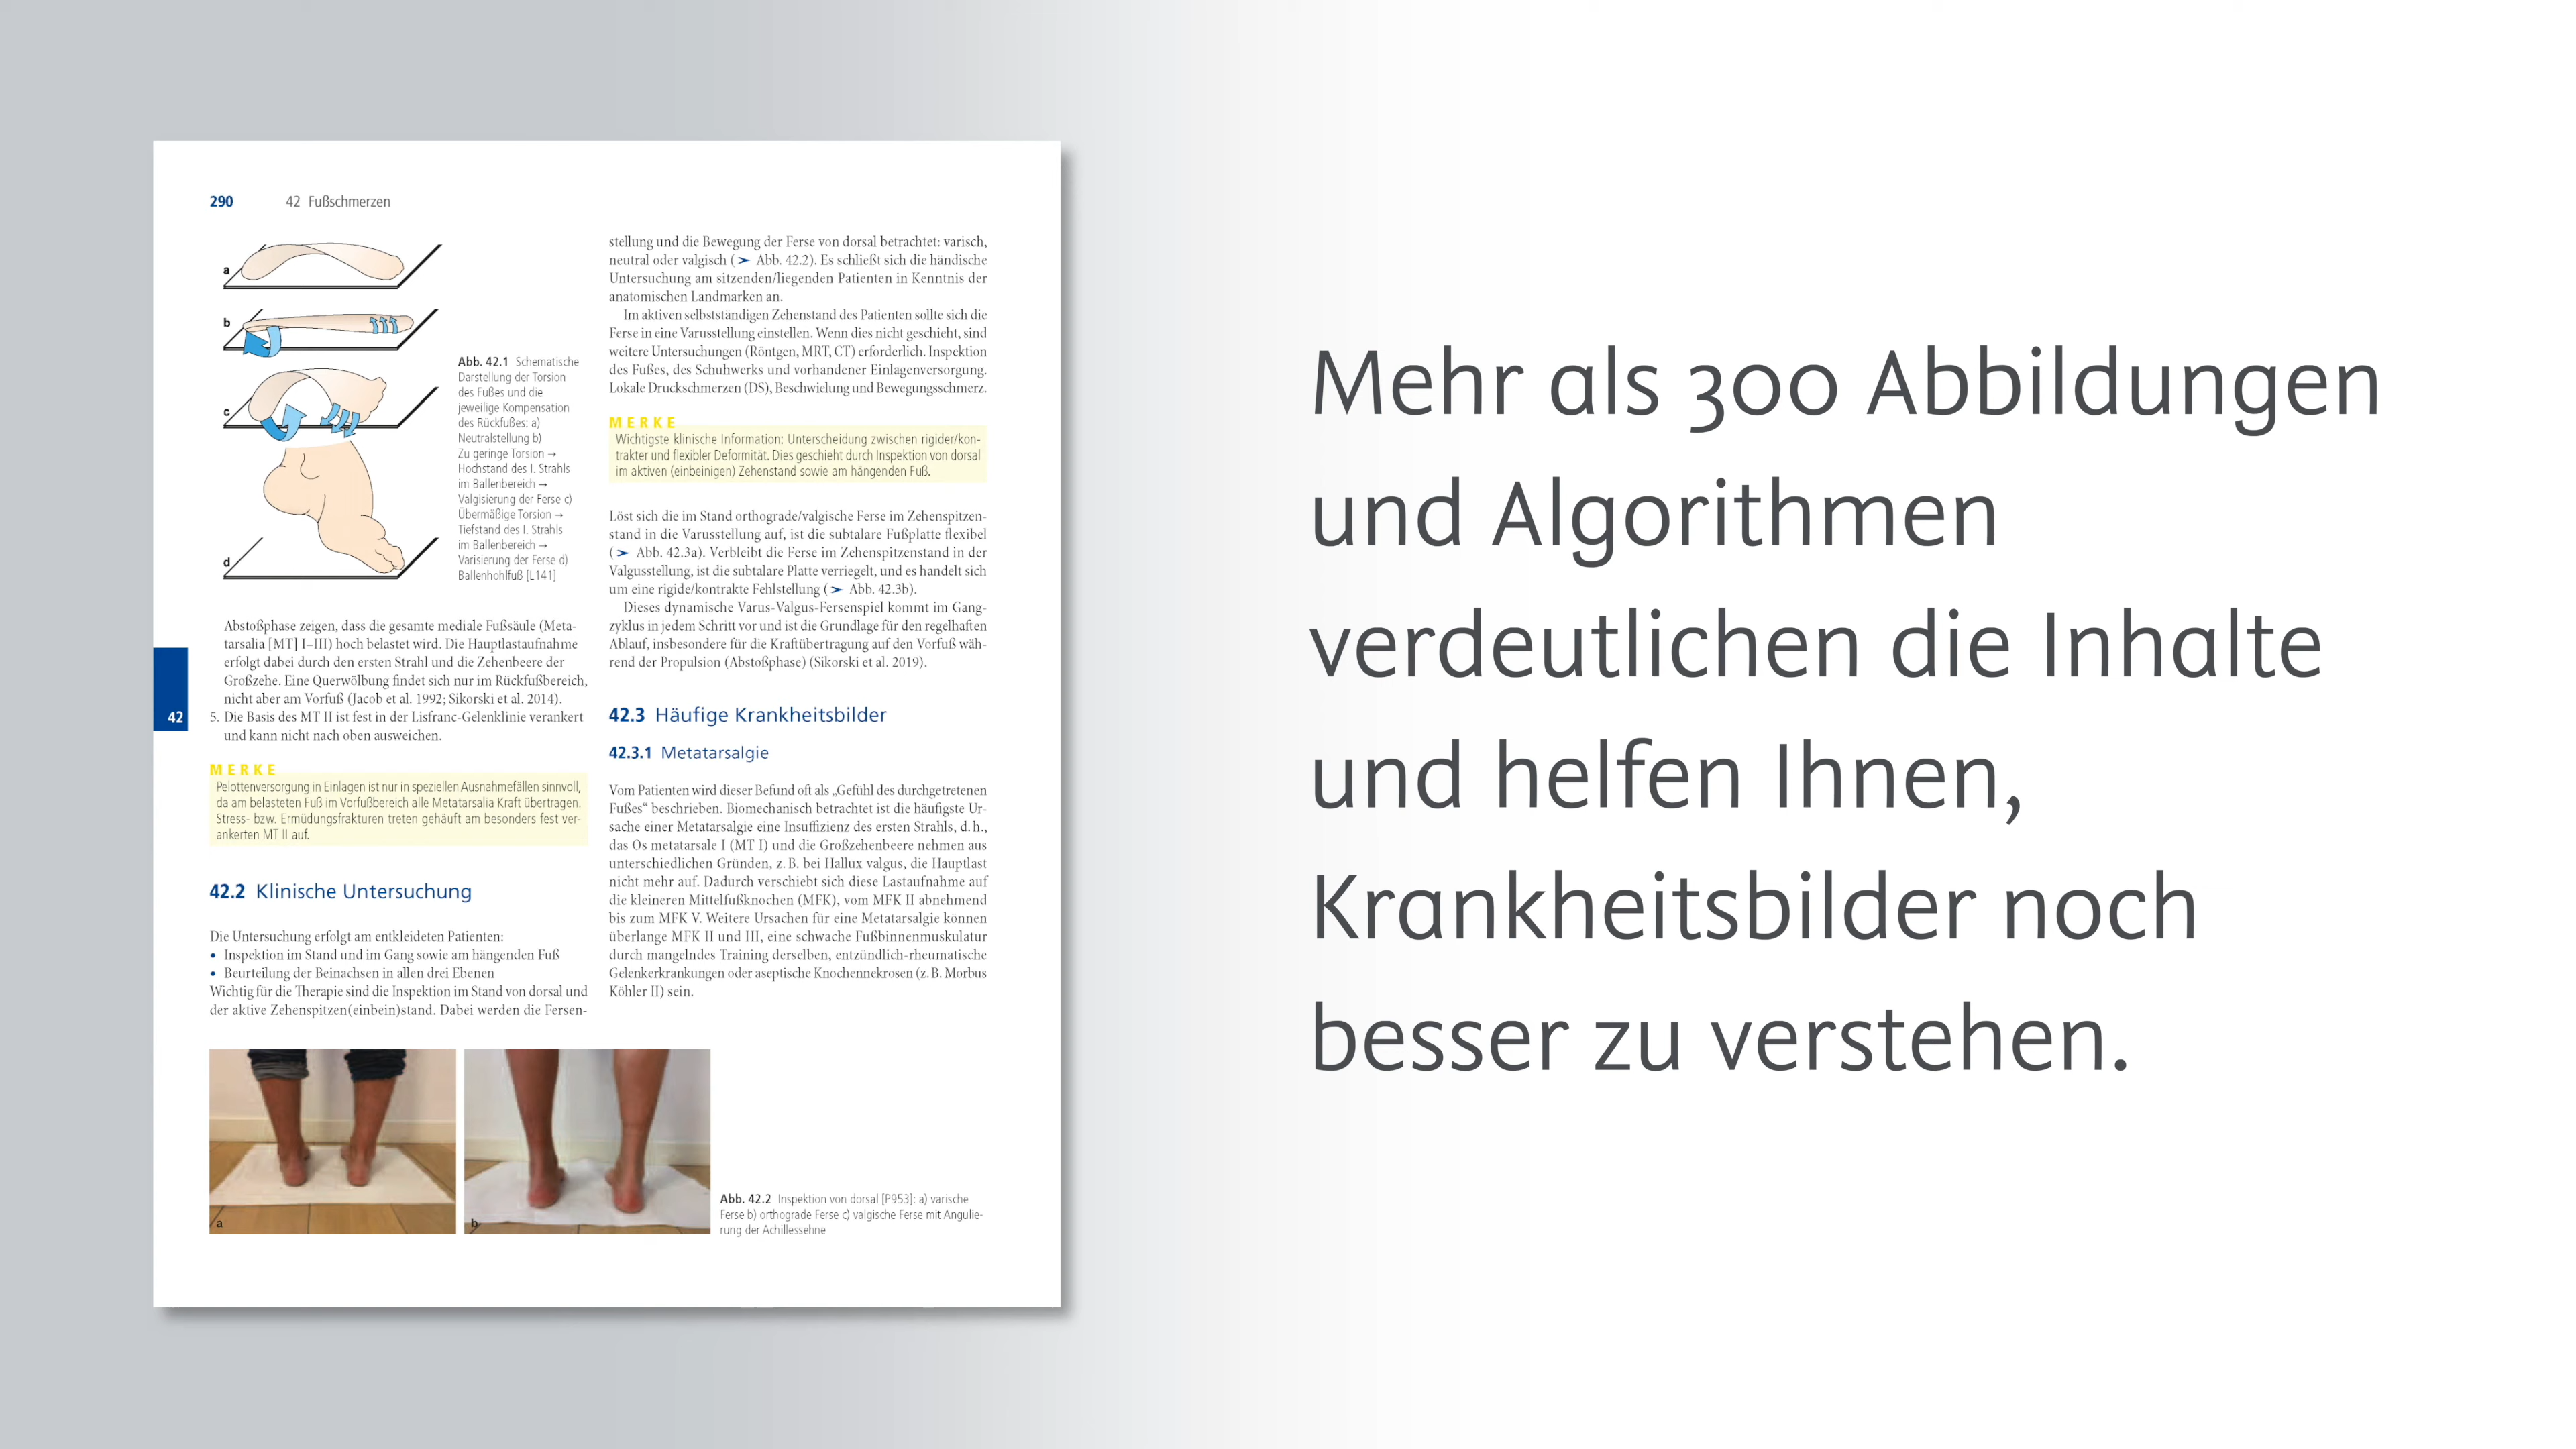 290 42 Fußschmerzen
a
b
c
d
Abb. 42.1 Schematische
Darstellung der Torsion
des Fußes und die
jeweilige Kompensation
des Rückfußes: a)
Neutralstellung b)
Zu geringe Torsion →
Hochstand des I. Strahls
im Ballenbereich →
Valgisierung der Ferse c)
Übermäßige Torsion →
Tiefstand des I. Strahls
im Ballenbereich →
Varisierung der Ferse d)
Ballenhohlfuß [L141]
Abstoßphase zeigen, dass die gesamte mediale Fußsäule (Meta-
tarsalia [MT] I–III) hoch belastet wird. Die Hauptlastaufnahme
erfolgt dabei durch den ersten Strahl und die Zehenbeere der
Großzehe. Eine Querwölbung findet sich nur im Rückfußbereich,
nicht aber am Vorfuß (Jacob et al. 1992; Sikorski et al. 2014).
5. Die Basis des MT II ist fest in der Lisfranc-Gelenklinie verankert
und kann nicht nach oben ausweichen.
42
MERKE
Pelottenversorgung in Einlagen ist nur in speziellen Ausnahmefällen sinnvoll,
da am belasteten Fuß im Vorfußbereich alle Metatarsalia Kraft übertragen.
Stress- bzw. Ermüdungsfrakturen treten gehäuft am besonders fest ver-
ankerten MT II auf.
42.2 Klinische Untersuchung
Die Untersuchung erfolgt am entkleideten Patienten:
• Inspektion im Stand und im Gang sowie am hängenden Fuß
• Beurteilung der Beinachsen in allen drei Ebenen
Wichtig für die Therapie sind die Inspektion im Stand von dorsal und
der aktive Zehenspitzen(einbein)stand. Dabei werden die Fersen-
stellung und die Bewegung der Ferse von dorsal betrachtet: varisch,
neutral oder valgisch (➤ Abb. 42.2). Es schließt sich die händische
Untersuchung am sitzenden/liegenden Patienten in Kenntnis der
anatomischen Landmarken an.
Im aktiven selbstständigen Zehenstand des Patienten sollte sich die
Ferse in eine Varusstellung einstellen. Wenn dies nicht geschieht, sind
weitere Untersuchungen (Röntgen, MRT, CT) erforderlich. Inspektion
des Fußes, des Schuhwerks und vorhandener Einlagenversorgung.
Lokale Druckschmerzen (DS), Beschwielung und Bewegungsschmerz.
MERKE
Wichtigste klinische Information: Unterscheidung zwischen rigider/kon-
trakter und flexibler Deformität. Dies geschieht durch Inspektion von dorsal
im aktiven (einbeinigen) Zehenstand sowie am hängenden Fuß.
Löst sich die im Stand orthograde/valgische Ferse im Zehenspitzen-
stand in die Varusstellung auf, ist die subtalare Fußplatte flexibel
(➤ Abb. 42.3a). Verbleibt die Ferse im Zehenspitzenstand in der
Valgusstellung, ist die subtalare Platte verriegelt, und es handelt sich
um eine rigide/kontrakte Fehlstellung (➤ Abb. 42.3b).
Dieses dynamische Varus-Valgus-Fersenspiel kommt im Gang-
zyklus in jedem Schritt vor und ist die Grundlage für den regelhaften
Ablauf, insbesondere für die Kraftübertragung auf den Vorfuß wäh-
rend der Propulsion (Abstoßphase) (Sikorski et al. 2019).
42.3 Häufige Krankheitsbilder
42.3.1 Metatarsalgie
Vom Patienten wird dieser Befund oft als „Gefühl des durchgetretenen
Fußes“ beschrieben. Biomechanisch betrachtet ist die häufigste Ur-
sache einer Metatarsalgie eine Insuffizienz des ersten Strahls, d. h.,
das Os metatarsale I (MT I) und die Großzehenbeere nehmen aus
unterschiedlichen Gründen, z. B. bei Hallux valgus, die Hauptlast
nicht mehr auf. Dadurch verschiebt sich diese Lastaufnahme auf
die kleineren Mittelfußknochen (MFK), vom MFK II abnehmend
bis zum MFK V. Weitere Ursachen für eine Metatarsalgie können
überlange MFK II und III, eine schwache Fußbinnenmuskulatur
durch mangelndes Training derselben, entzündlich-rheumatische
Gelenkerkrankungen oder aseptische Knochennekrosen (z. B. Morbus
Köhler II) sein.
a
b
Abb. 42.2 Inspektion von dorsal [P953]: a) varische
Ferse b) orthograde Ferse c) valgische Ferse mit Angulie-
rung der Achillessehne
Mehr als 300 Abbildungen
und Algorithmen
verdeutlichen die Inhalte
und helfen Ihnen,
Krankheitsbilder noch
besser zu verstehen.